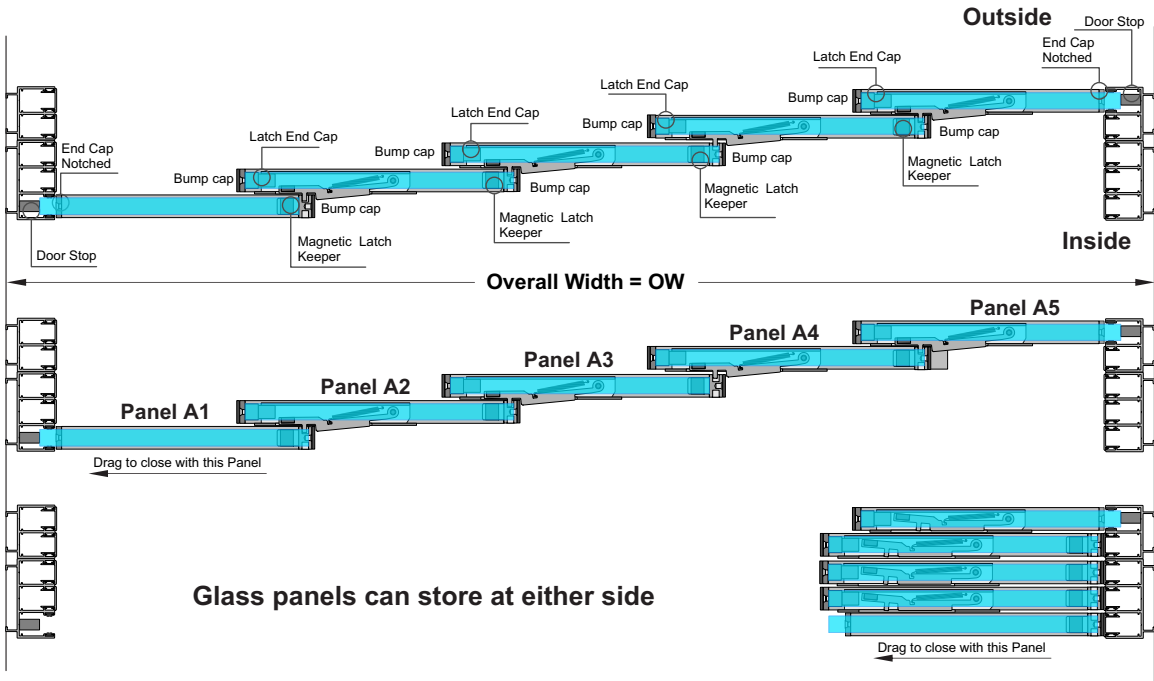 Outside
Door Stop
End Cap
Notched
Latch End Cap
Latch End Cap
Bump cap
Latch End Cap
Bump cap
Bump cap
Latch End Cap
Bump cap
Bump cap
End Cap
Notched
Bump cap
Bump cap
Bump cap
Magnetic Latch
Keeper
Magnetic Latch
Keeper
Magnetic Latch
Keeper
Magnetic Latch
Keeper
Door Stop
Inside
Overall Width = OW
Panel A5
Panel A4
Panel A3
Panel A2
Panel A1
Drag to close with this Panel
Glass panels can store at either side
Drag to close with this Panel